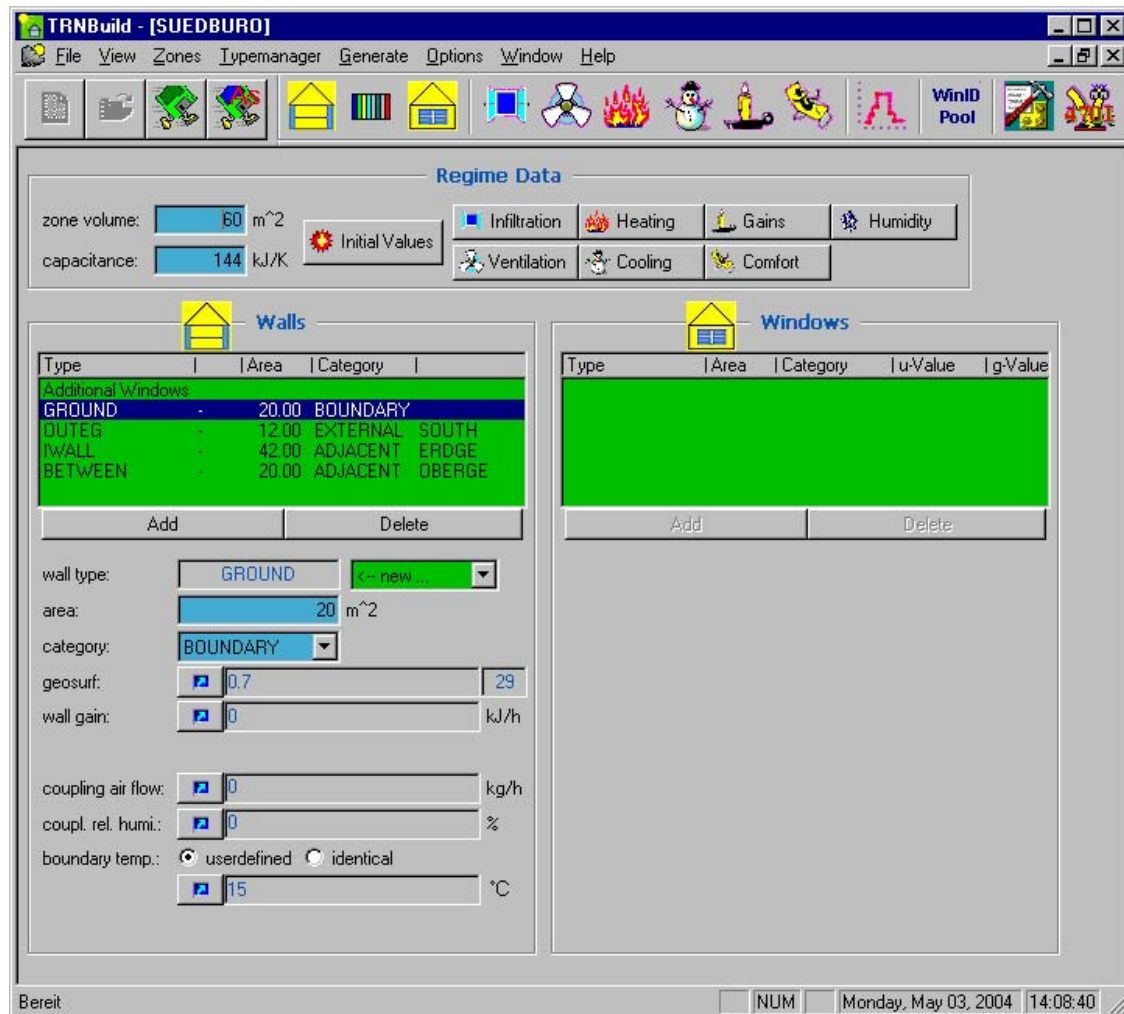 TRNBuild - [SUEDBURO]
File View Zones Typemanager Generate Options Window Help
WinID
Pool
4701
Regime Data
zone volume: 60 m^2
capacitance: 144 kJ/K
Initial Values
Infiltration Heating Gains Humidity
Ventilation Cooling Comfort
Walls
Type | | Area | Category |
Additional Windows
GROUND - 20.00 BOUNDARY
OUTEG - 12.00 EXTERNAL SOUTH
IWALL - 42.00 ADJACENT ERDGE
BETWEEN - 20.00 ADJACENT OBERGE
Add Delete
wall type: GROUND <-- new ...
area: 20 m^2
category: BOUNDARY
geosurf: 0.7 29
wall gain: 0 kJ/h
coupling air flow: 0 kg/h
coupl. rel. humi.: 0 %
boundary temp.: userdefined identical
15 °C
Windows
Type | Area | Category | u-Value | g-Value
Add Delete
Bereit NUM Monday, May 03, 2004 14:08:40